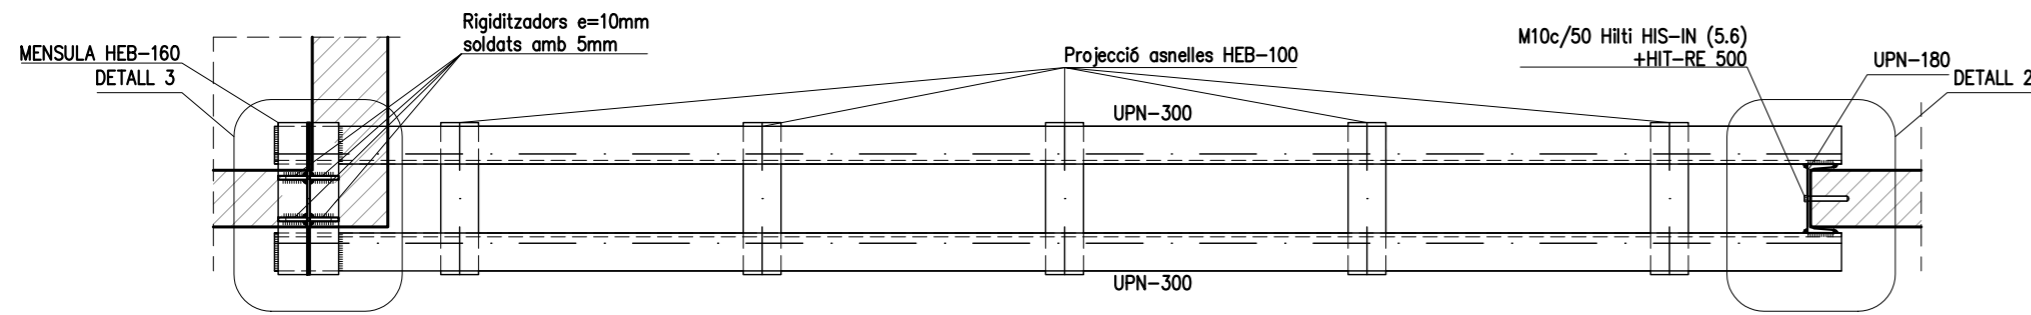 Rigiditzadors e=10mm
soldats amb 5mm
MENSULA HEB-160
DETALL 3
Projecció asnelles HEB-100
M10c/50 Hilti HIS-IN (5.6)
+HIT-RE 500
UPN-180
DETALL 2
UPN-300
UPN-300